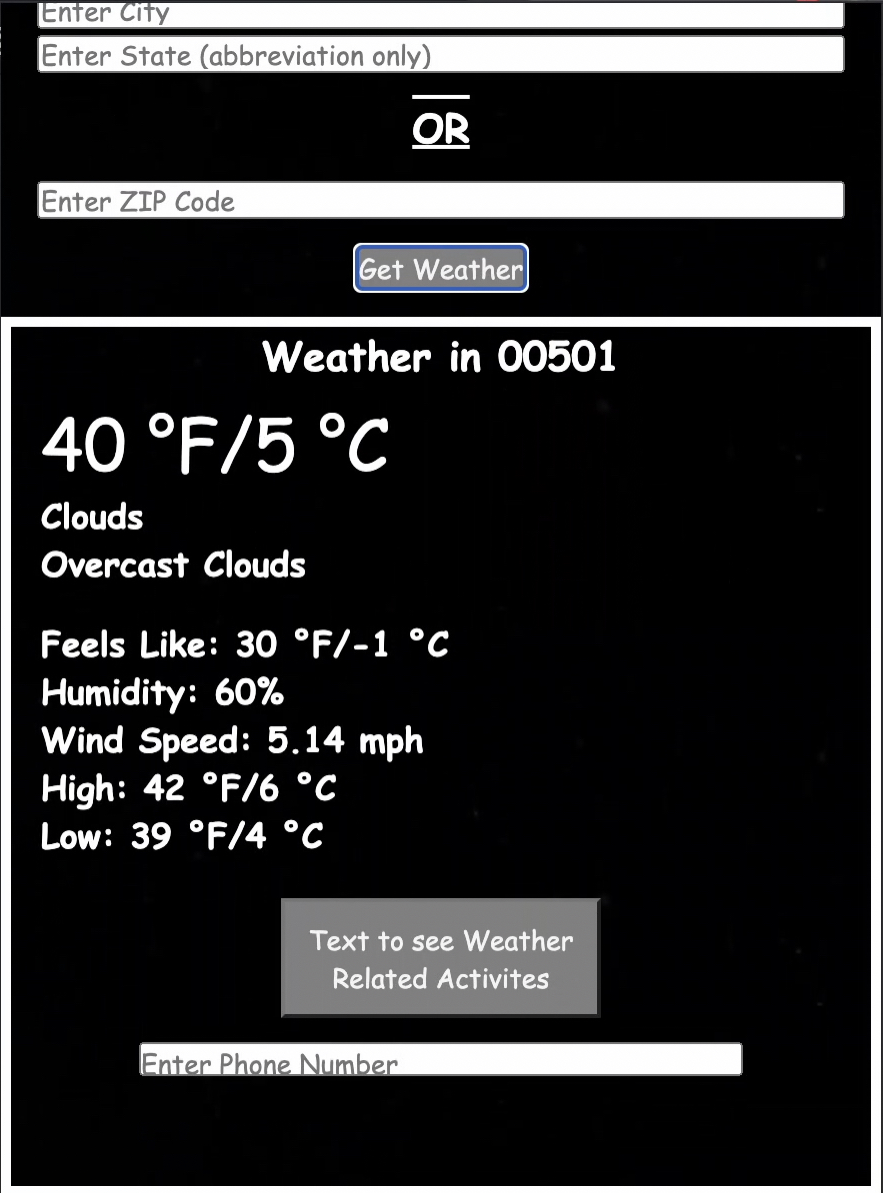 Enter City
Enter State (abbreviation only)
OR
Enter ZIP Code
Get Weather
Weather in 00501
40 °F/5 °C
Clouds
Overcast Clouds
Feels Like: 30 °F/-1 °C
Humidity: 60%
Wind Speed: 5.14 mph
High: 42 °F/6 °C
Low: 39 °F/4 °C
Text to see Weather
Related Activites
Enter Phone Number